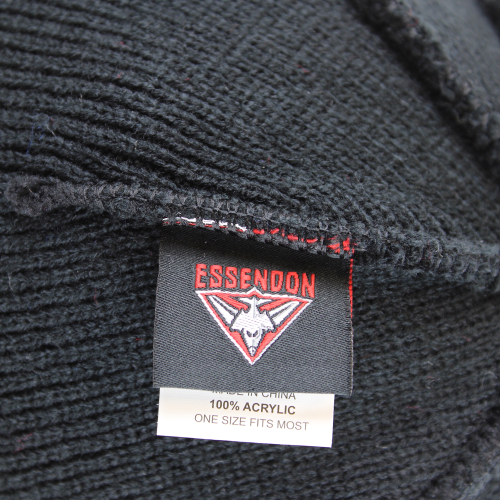 ESSENDON
MADE IN CHINA
100% ACRYLIC
ONE SIZE FITS MOST